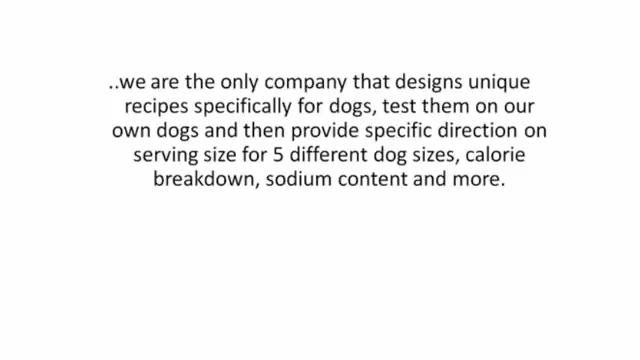 ..we are the only company that designs unique
recipes specifically for dogs, test them on our
own dogs and then provide specific direction on
serving size for 5 different dog sizes, calorie
breakdown, sodium content and more.